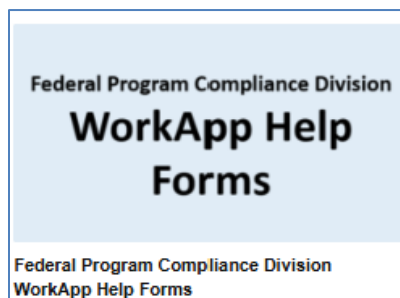 Federal Program Compliance Division
WorkApp Help
Forms
Federal Program Compliance Division
WorkApp Help Forms